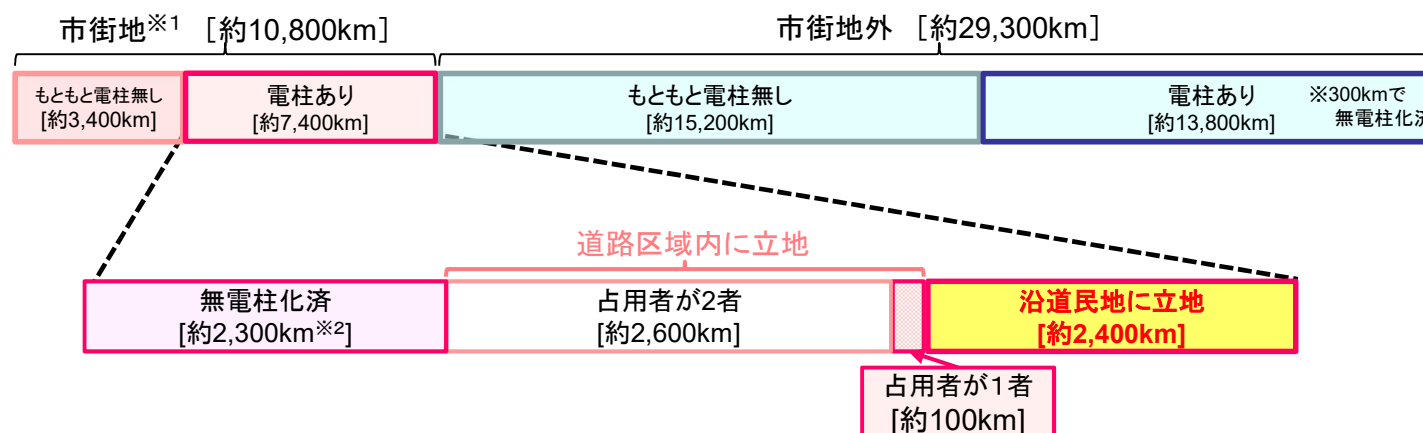 市街地※1 [約10,800km]
市街地外 [約29,300km]
もともと電柱無し
[約3,400km]
電柱あり
[約7,400km]
もともと電柱無し
[約15,200km]
電柱あり
[約13,800km]
※300kmで
無電柱化済
道路区域内に立地
無電柱化済
[約2,300km※2]
占用者が2者
[約2,600km]
沿道民地に立地
[約2,400km]
占用者が1者
[約100km]